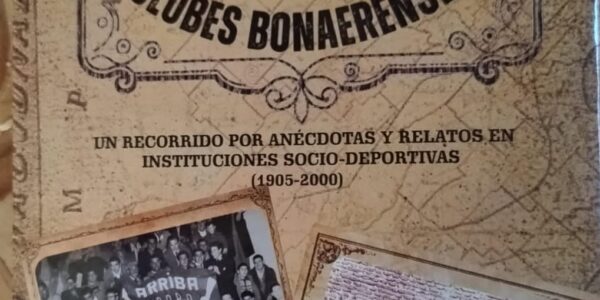 CLUBES BONAERENSES
UN RECORRIDO POR ANÉCDOTAS Y RELATOS EN
INSTITUCIONES SOCIO-DEPORTIVAS
(1905-2000)
M P
ARRIBA